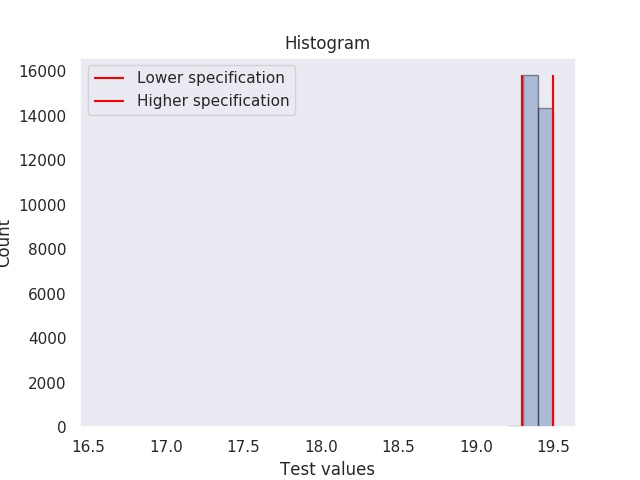 Histogram
Lower specification
Higher specification
16000
14000
12000
10000
8000
6000
4000
2000
0
Count
16.5 17.0 17.5 18.0 18.5 19.0 19.5
Test values